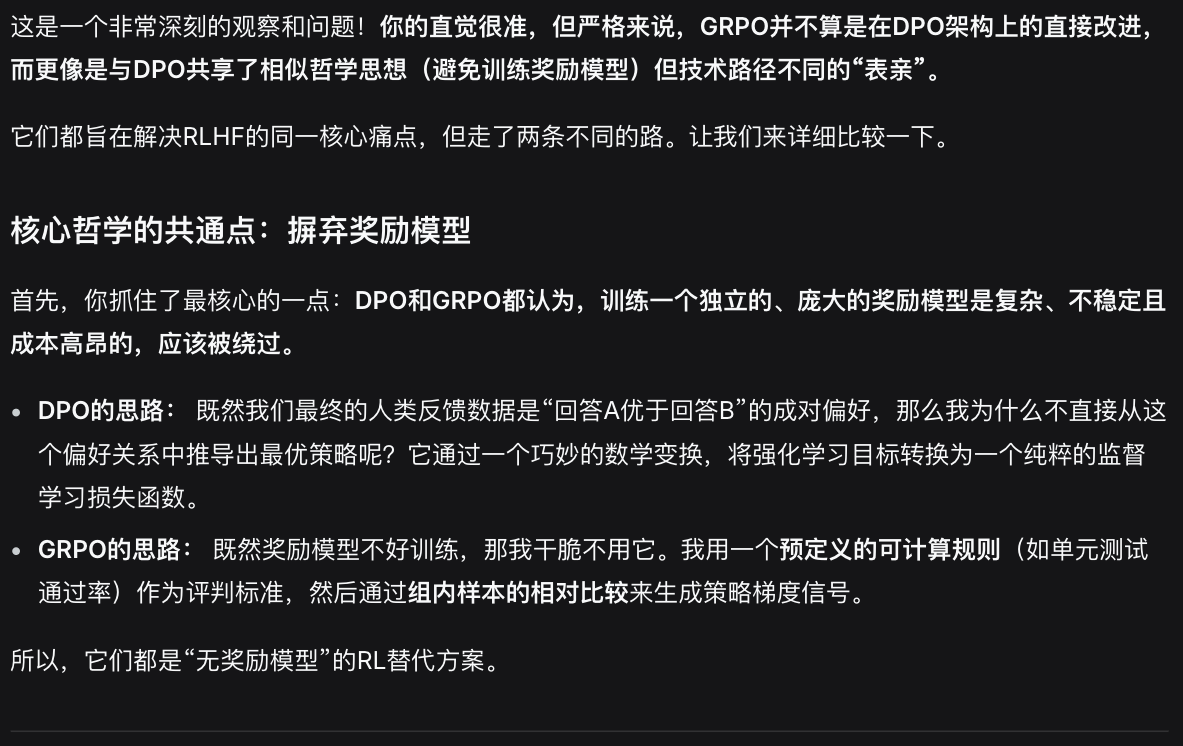 这是一个非常深刻的观察和问题！你的直觉很准，但严格来说，GRPO并不算是在DPO架构上的直接改进，
而更像是与DPO共享了相似哲学思想（避免训练奖励模型）但技术路径不同的“表亲”。
它们都旨在解决RLHF的同一核心痛点，但走了两条不同的路。让我们来详细比较一下。
核心哲学的共通点：摒弃奖励模型
首先，你抓住了最核心的一点：DPO和GRPO都认为，训练一个独立的、庞大的奖励模型是复杂、不稳定且
成本高昂的，应该被绕过。
• DPO的思路： 既然我们最终的人类反馈数据是“回答A优于回答B”的成对偏好，那么我为什么不直接从这
个偏好关系中推导出最优策略呢？它通过一个巧妙的数学变换，将强化学习目标转换为一个纯粹的监督
学习损失函数。
• GRPO的思路： 既然奖励模型不好训练，那我干脆不用它。我用一个预定义的可计算规则（如单元测试
通过率）作为评判标准，然后通过组内样本的相对比较来生成策略梯度信号。
所以，它们都是“无奖励模型”的RL替代方案。